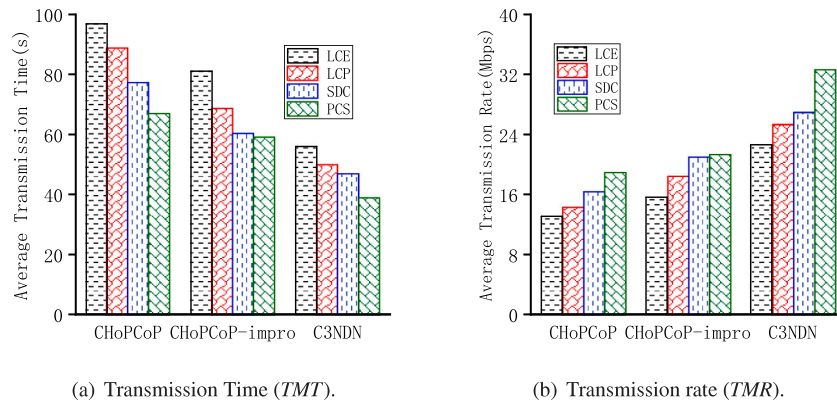 Average Transmission Time(s)
100
80
60
40
20
0
LCE
LCP
SDC
PCS
CHoPCoP CHoPCoP-impro C3NDN
(a) Transmission Time (TMT).
Average Transmission Rate(Mbps)
40
32
24
16
8
0
LCE
LCP
SDC
PCS
CHoPCoP CHoPCoP-impro C3NDN
(b) Transmission rate (TMR).